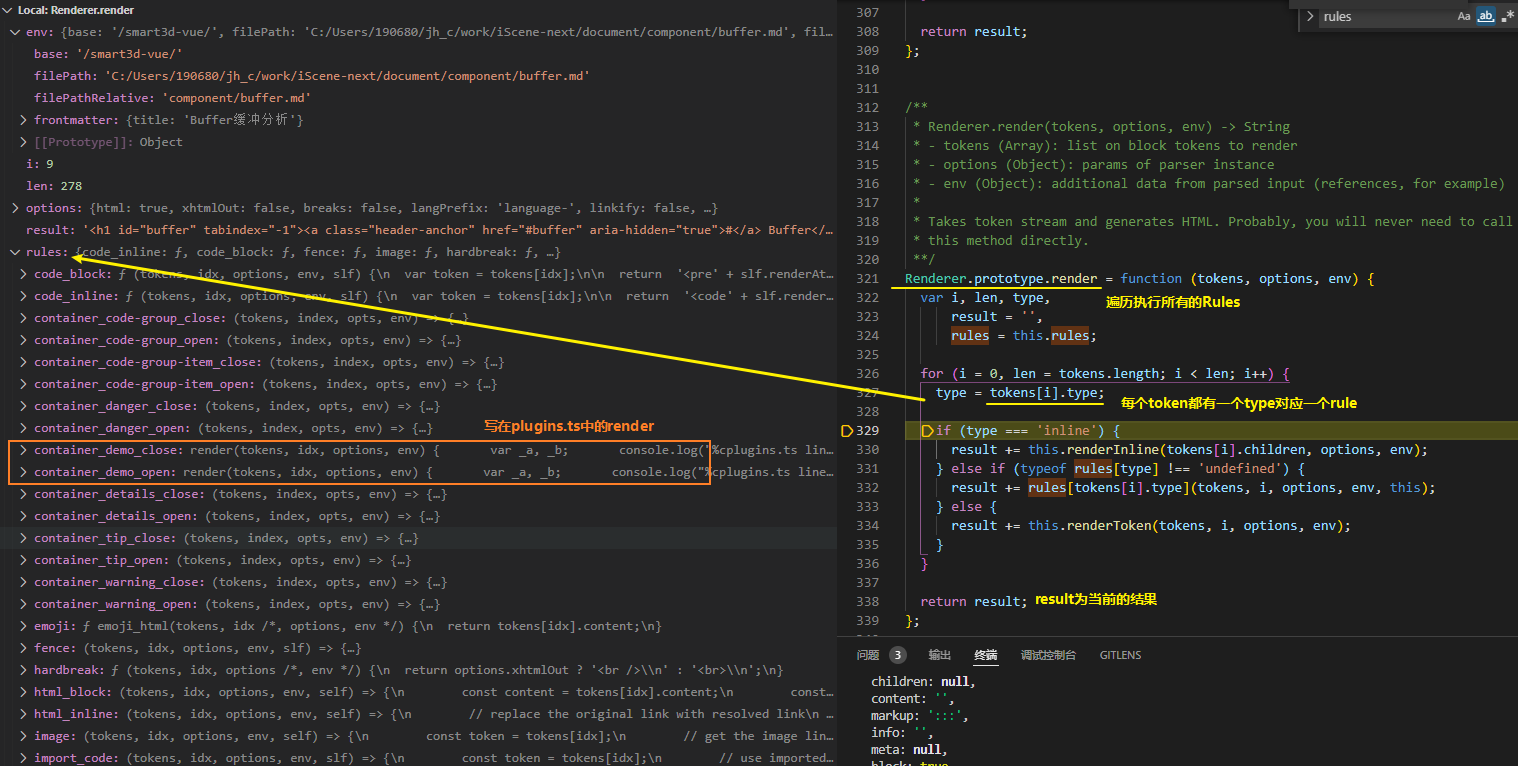 Local: Renderer.render
env: {base: '/smart3d-vue/', filePath: 'C:/Users/190680/jh_c/work/iScene-next/document/component/buffer.md', fil…
base: '/smart3d-vue/'
filePath: 'C:/Users/190680/jh_c/work/iScene-next/document/component/buffer.md'
filePathRelative: 'component/buffer.md'
frontmatter: {title: 'Buffer缓冲分析'}
[[Prototype]]: Object
i: 9
len: 278
options: {html: true, xhtmlOut: false, breaks: false, langPrefix: 'language-', linkify: false, …}
result: '<h1 id="buffer" tabindex="-1"><a class="header-anchor" href="#buffer" aria-hidden="true">#</a> Buffer</…
rules: {code_inline: ƒ, code_block: ƒ, fence: ƒ, image: ƒ, hardbreak: ƒ, …}
code_block: ƒ (tokens, idx, options, env, slf) {\n  var token = tokens[idx];\n\n  return  '<pre' + slf.renderAt…
code_inline: ƒ (tokens, idx, options, env, slf) {\n  var token = tokens[idx];\n\n  return  '<code' + slf.render…
container_code-group_close: (tokens, index, opts, env) => {…}
container_code-group_open: (tokens, index, opts, env) => {…}
container_code-group-item_close: (tokens, index, opts, env) => {…}
container_code-group-item_open: (tokens, index, opts, env) => {…}
container_danger_close: (tokens, index, opts, env) => {…}
container_danger_open: (tokens, index, opts, env) => {…}
写在plugins.ts中的render
container_demo_close: render(tokens, idx, options, env) {       var _a, _b;      console.log("%cplugins.ts lin…
container_demo_open: render(tokens, idx, options, env) {       var _a, _b;      console.log("%cplugins.ts line…
container_details_close: (tokens, index, opts, env) => {…}
container_details_open: (tokens, index, opts, env) => {…}
container_tip_close: (tokens, index, opts, env) => {…}
container_tip_open: (tokens, index, opts, env) => {…}
container_warning_close: (tokens, index, opts, env) => {…}
container_warning_open: (tokens, index, opts, env) => {…}
emoji: ƒ emoji_html(tokens, idx /*, options, env */) {\n  return tokens[idx].content;\n}
fence: (tokens, idx, options, env, slf) => {…}
hardbreak: ƒ (tokens, idx, options /*, env */) {\n  return options.xhtmlOut ? '<br />\\n' : '<br>\\n';\n}
html_block: (tokens, idx, options, env, self) => {\n        const content = tokens[idx].content;\n        const…
html_inline: (tokens, idx, options, env, self) => {\n        // replace the original link with resolved link\n …
image: (tokens, idx, options, env, self) => {\n        const token = tokens[idx];\n        // get the image lin…
import_code: (tokens, idx, options, env, slf) => {\n        const token = tokens[idx];\n        // use imported…
rules
Aa ab .*
307
308 return result;
309 };
310
311
312 /**
313 * Renderer.render(tokens, options, env) -> String
314 * - tokens (Array): list on block tokens to render
315 * - options (Object): params of parser instance
316 * - env (Object): additional data from parsed input (references, for example)
317 *
318 * Takes token stream and generates HTML. Probably, you will never need to call
319 * this method directly.
320 **/
321 Renderer.prototype.render = function (tokens, options, env) {
322 var i, len, type,
遍历执行所有的Rules
323 result = '',
324 rules = this.rules;
325
326 for (i = 0, len = tokens.length; i < len; i++) {
327 type = tokens[i].type;
每个token都有一个type对应一个rule
328
329 if (type === 'inline') {
330 result += this.renderInline(tokens[i].children, options, env);
331 } else if (typeof rules[type] !== 'undefined') {
332 result += rules[tokens[i].type](tokens, i, options, env, this);
333 } else {
334 result += this.renderToken(tokens, i, options, env);
335 }
336 }
337
338 return result; result为当前的结果
339 };
问题 3 输出 终端 调试控制台 GITLENS
children: null,
content: '',
markup: ':::',
info: '',
meta: null,
block: true